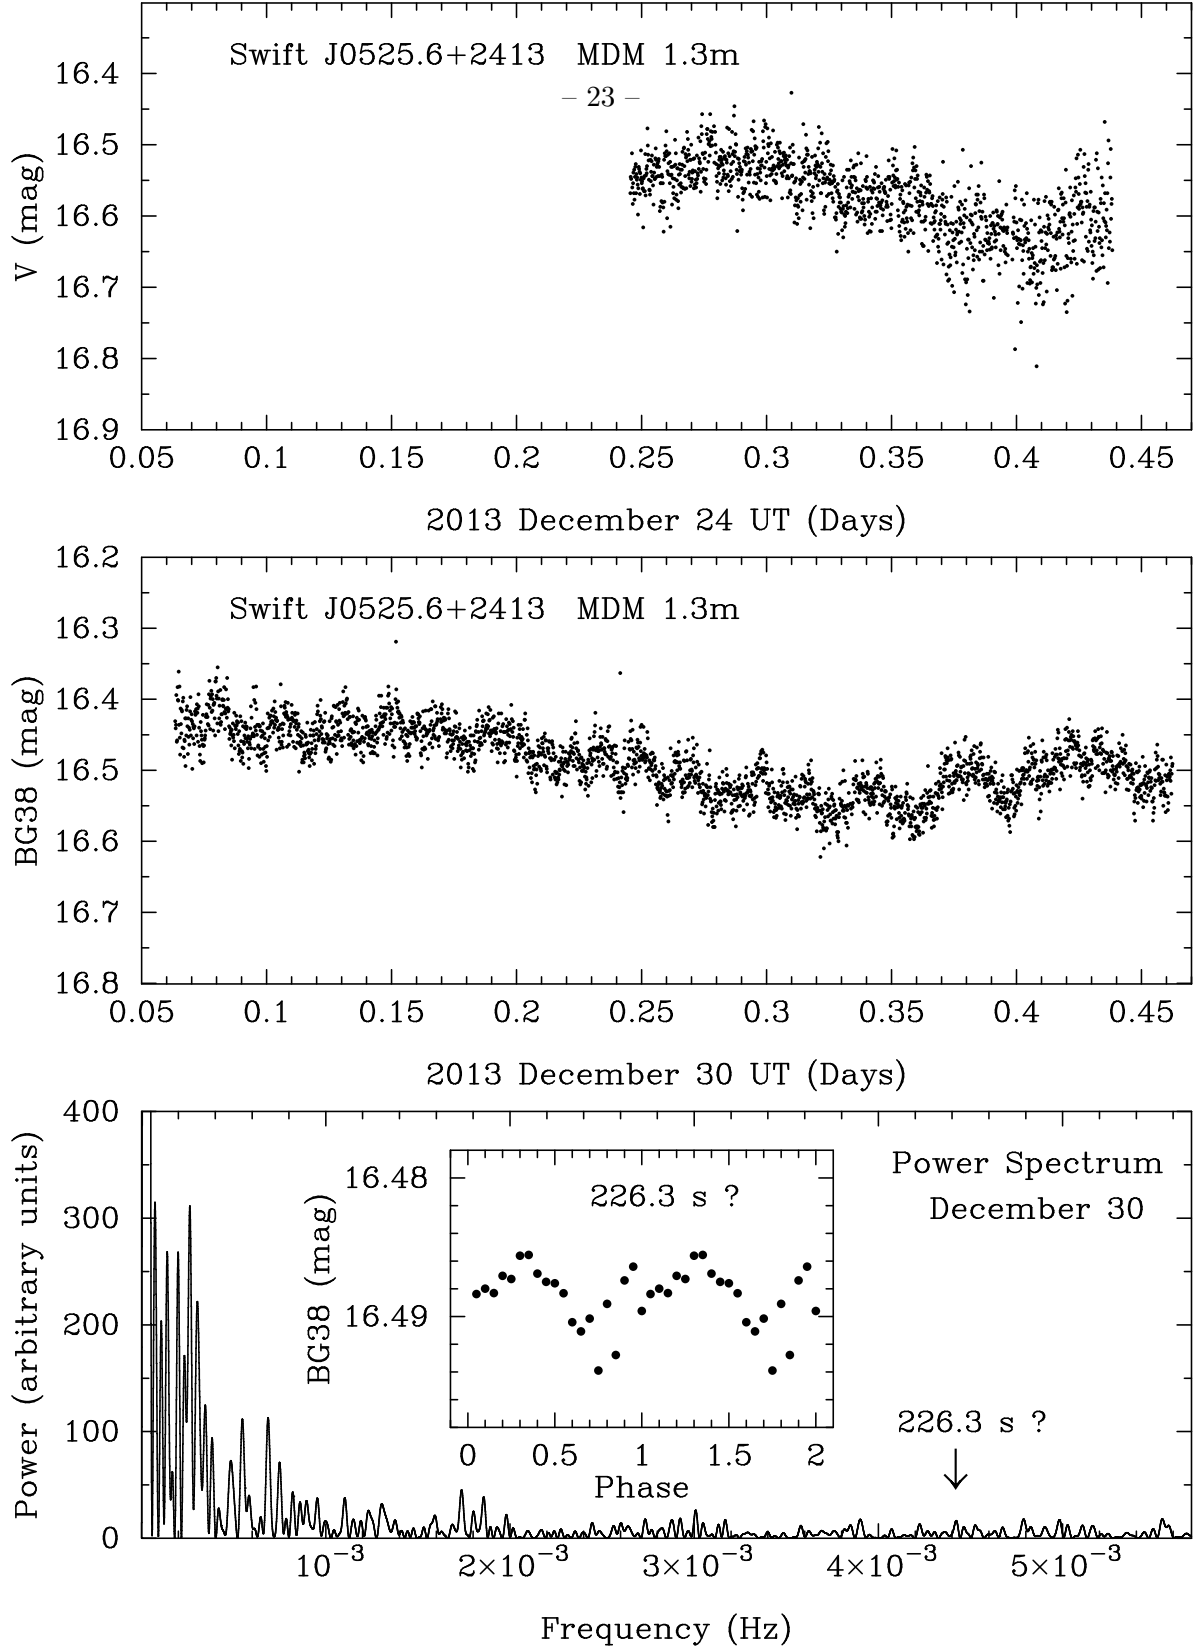 Swift J0525.6+2413 MDM 1.3m
– 23 –
V (mag)
16.4
16.5
16.6
16.7
16.8
16.9
0.05 0.1 0.15 0.2 0.25 0.3 0.35 0.4 0.45
2013 December 24 UT (Days)
Swift J0525.6+2413 MDM 1.3m
BG38 (mag)
16.2
16.3
16.4
16.5
16.6
16.7
16.8
0.05 0.1 0.15 0.2 0.25 0.3 0.35 0.4 0.45
2013 December 30 UT (Days)
Power (arbitrary units)
400
300
200
100
0
Power Spectrum
December 30
BG38 (mag)
16.48
16.49
226.3 s ?
0 0.5 1 1.5 2
Phase
226.3 s ?
10⁻³ 2×10⁻³ 3×10⁻³ 4×10⁻³ 5×10⁻³
Frequency (Hz)